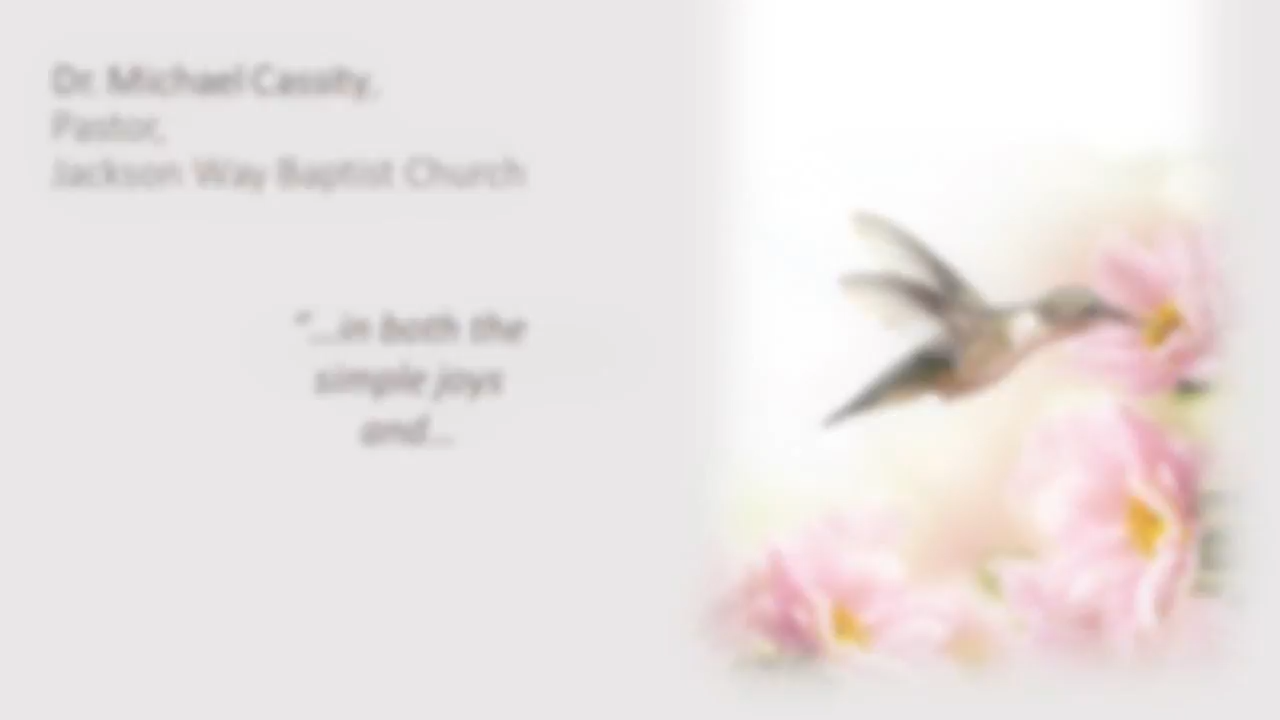 Dr. Michael Cassity,
Pastor,
Jackson Way Baptist Church
"...in both the
simple joys
and...